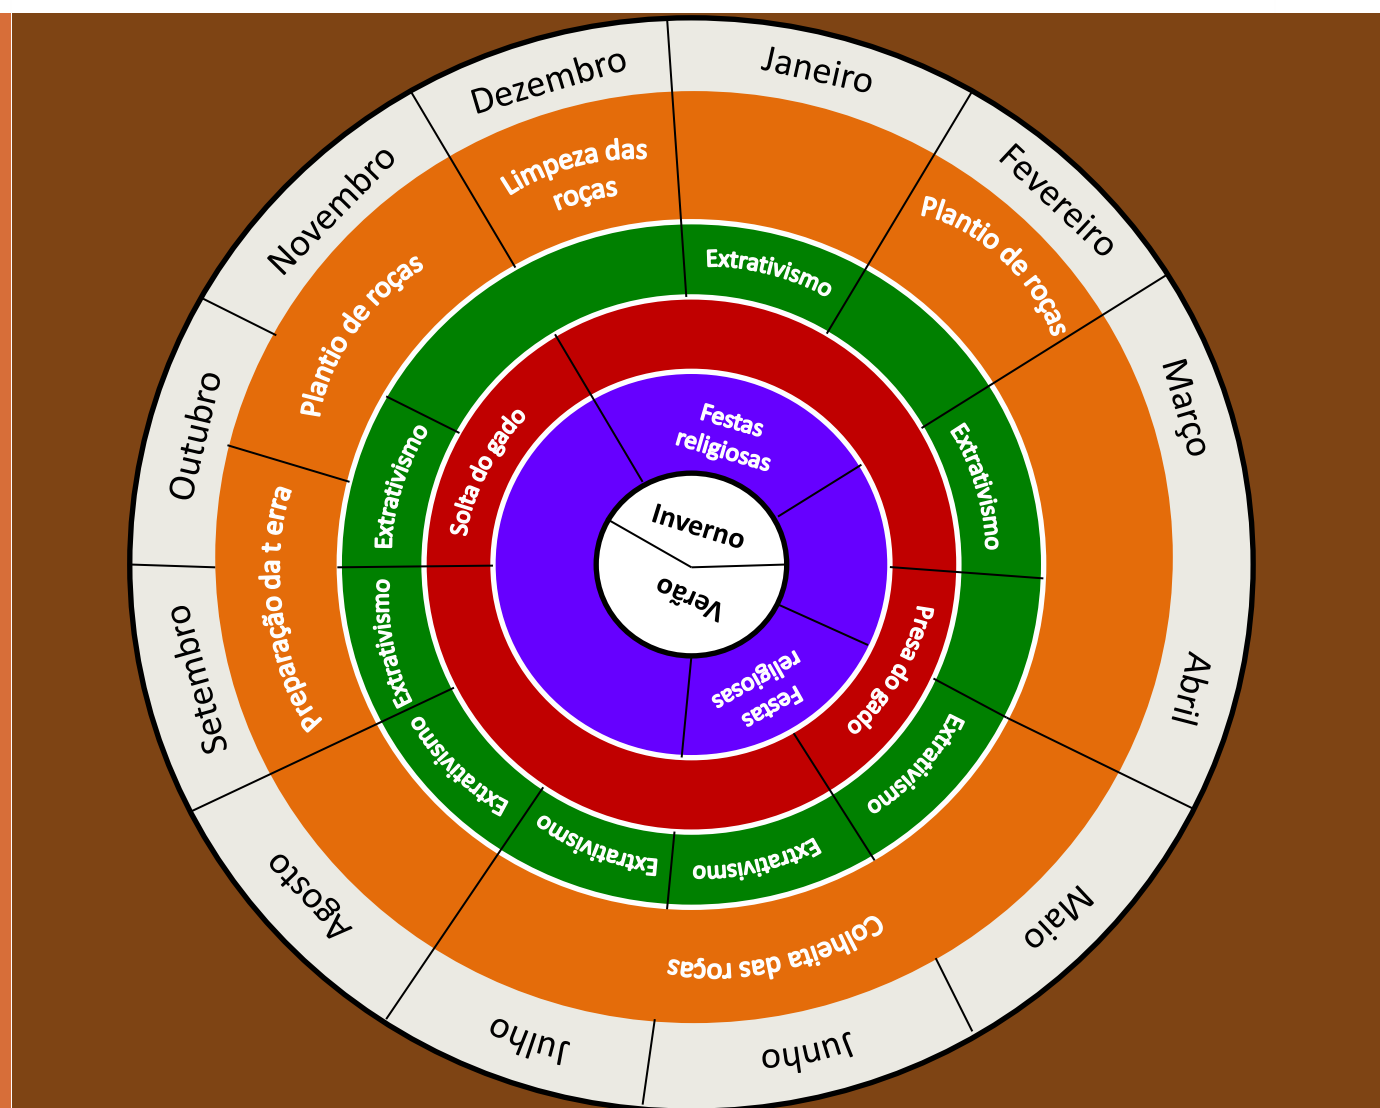 Janeiro
Fevereiro
Março
Abril
Maio
Junho
Julho
Agosto
Setembro
Outubro
Novembro
Dezembro
Limpeza das
roças
Plantio de roças
Colheita das roças
Preparação da t erra
Plantio de roças
Extrativismo
Extrativismo
Extrativismo
Extrativismo
Extrativismo
Extrativismo
Extrativismo
Extrativismo
Solta do gado
Presa do gado
Festas
religiosas
Festas
religiosas
Inverno
Verão